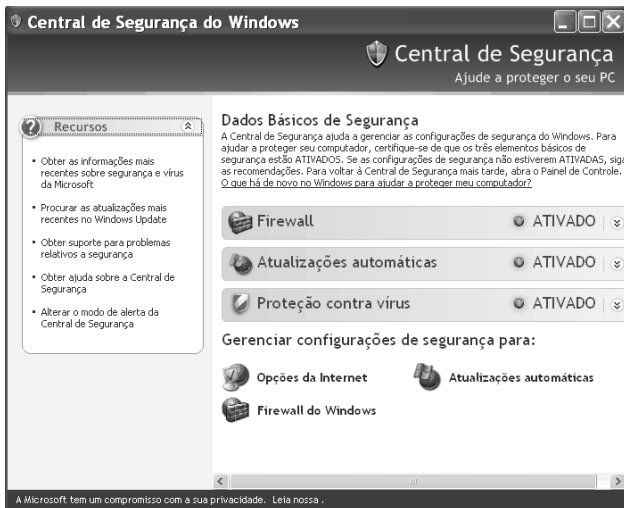 Central de Segurança do Windows
Central de Segurança
Ajude a proteger o seu PC
Recursos
• Obter as informações mais
recentes sobre segurança e vírus
da Microsoft
• Procurar as atualizações mais
recentes no Windows Update
• Obter suporte para problemas
relativos a segurança
• Obter ajuda sobre a Central de
Segurança
• Alterar o modo de alerta da
Central de Segurança
Dados Básicos de Segurança
A Central de Segurança ajuda a gerenciar as configurações de segurança do Windows. Para
ajudar a proteger seu computador, certifique-se de que os três elementos básicos de
segurança estão ATIVADOS. Se as configurações de segurança não estiverem ATIVADAS, siga
as recomendações. Para voltar à Central de Segurança mais tarde, abra o Painel de Controle.
O que há de novo no Windows para ajudar a proteger meu computador?
Firewall ATIVADO
Atualizações automáticas ATIVADO
Proteção contra vírus ATIVADO
Gerenciar configurações de segurança para:
Opções da Internet Atualizações automáticas
Firewall do Windows
A Microsoft tem um compromisso com a sua privacidade. Leia nossa .